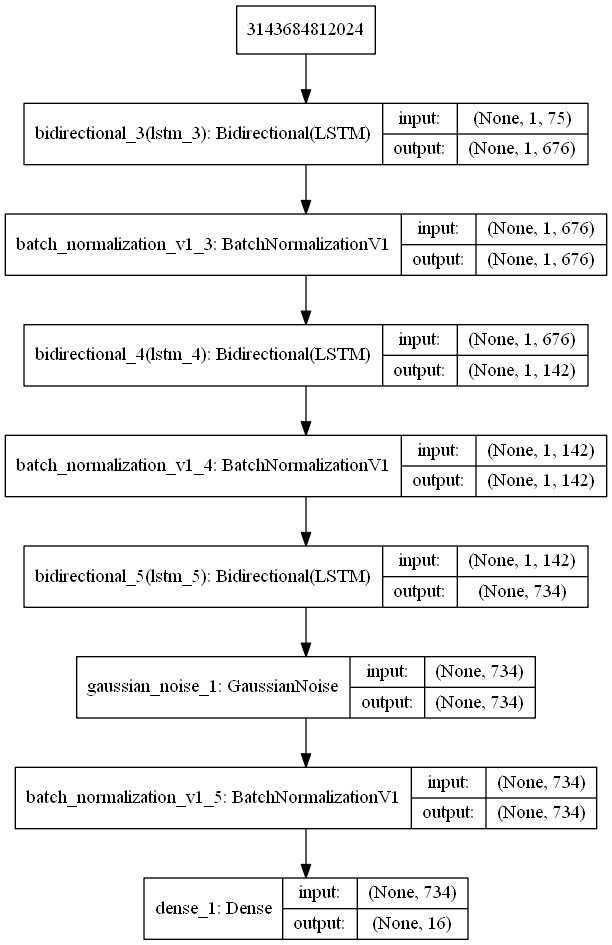 3143684812024
bidirectional_3(lstm_3): Bidirectional(LSTM)
input: (None, 1, 75)
output: (None, 1, 676)
batch_normalization_v1_3: BatchNormalizationV1
input: (None, 1, 676)
output: (None, 1, 676)
bidirectional_4(lstm_4): Bidirectional(LSTM)
input: (None, 1, 676)
output: (None, 1, 142)
batch_normalization_v1_4: BatchNormalizationV1
input: (None, 1, 142)
output: (None, 1, 142)
bidirectional_5(lstm_5): Bidirectional(LSTM)
input: (None, 1, 142)
output: (None, 734)
gaussian_noise_1: GaussianNoise
input: (None, 734)
output: (None, 734)
batch_normalization_v1_5: BatchNormalizationV1
input: (None, 734)
output: (None, 734)
dense_1: Dense
input: (None, 734)
output: (None, 16)